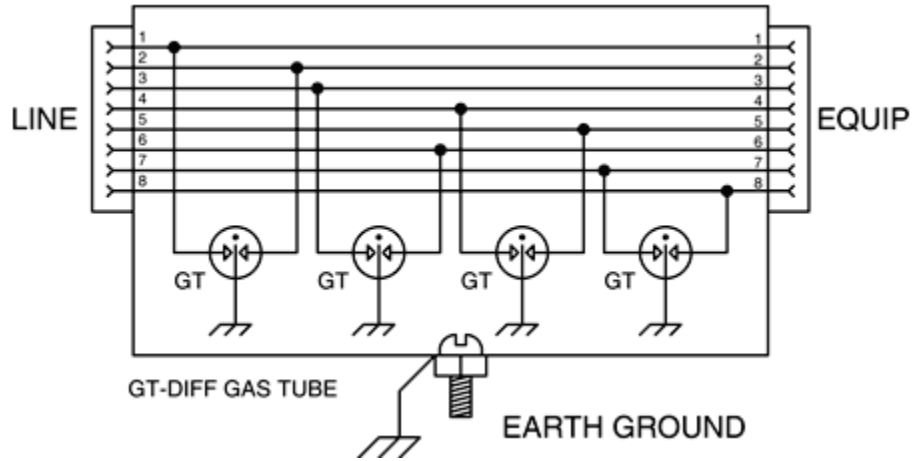 1 1
2 2
3 3
LINE 4 4 EQUIP
5 5
6 6
7 7
8 8
GT GT GT GT
GT-DIFF GAS TUBE
EARTH GROUND